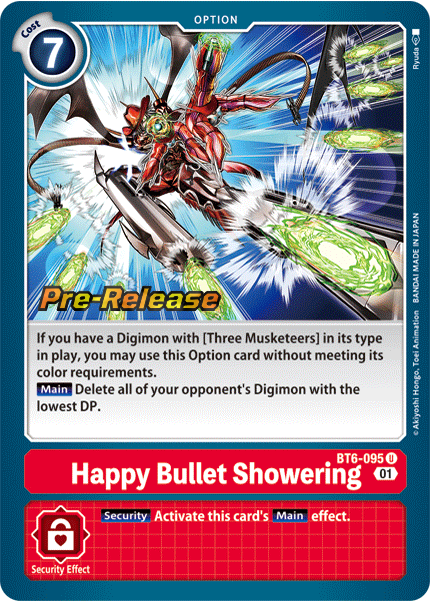 OPTION
Cost
7
Ryuda
©Akiyoshi Hongo, Toei Animation BANDAI MADE IN JAPAN
Pre-Release
If you have a Digimon with [Three Musketeers] in its type
in play, you may use this Option card without meeting its
color requirements.
Main Delete all of your opponent's Digimon with the
lowest DP.
BT6-095 U
Happy Bullet Showering 01
Security Activate this card's Main effect.
Security Effect